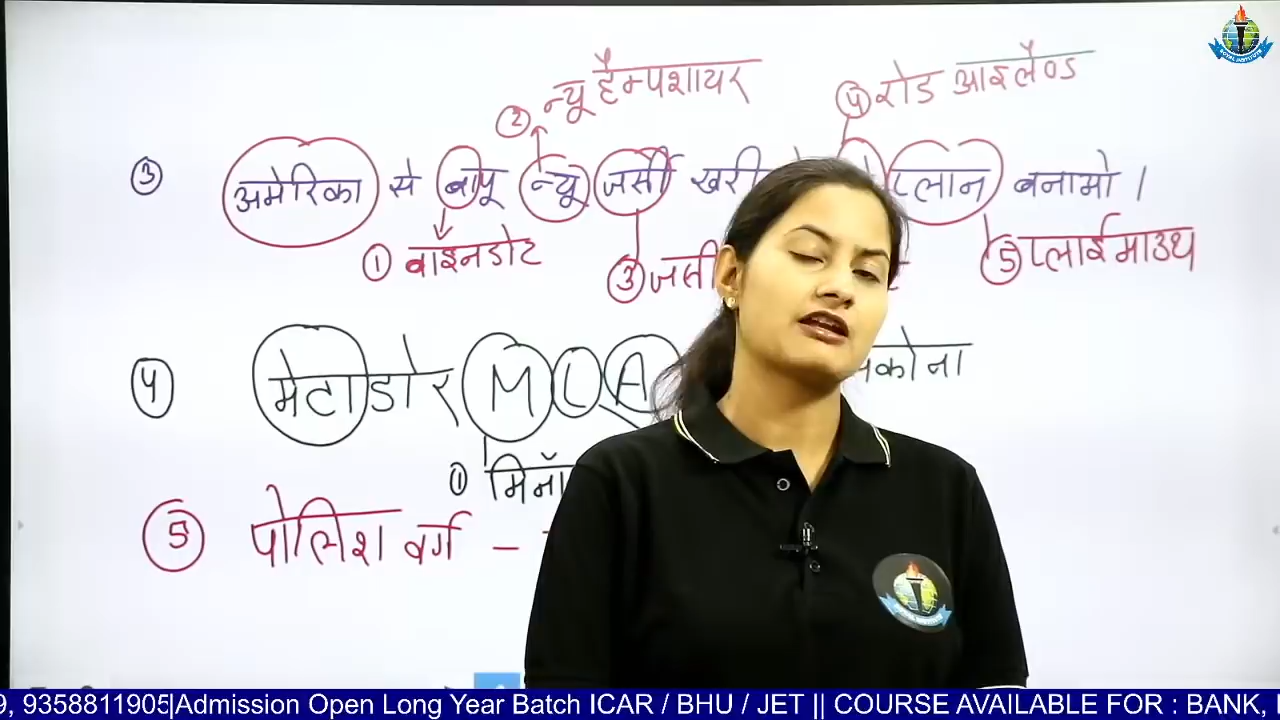 ② न्यू हैम्पशायर
④ रोड आइलैण्ड
③ अमेरिका से बापू न्यू जर्सी खरी प्लान बनामो ।
① वाॅइनडोट
③ जर्सी
⑤ प्लाईमाउथ
४ मेटाडोर M L A
① मिनॉ
5 पोलिश वर्ग –
9, 9358811905|Admission Open Long Year Batch ICAR / BHU / JET || COURSE AVAILABLE FOR : BANK,